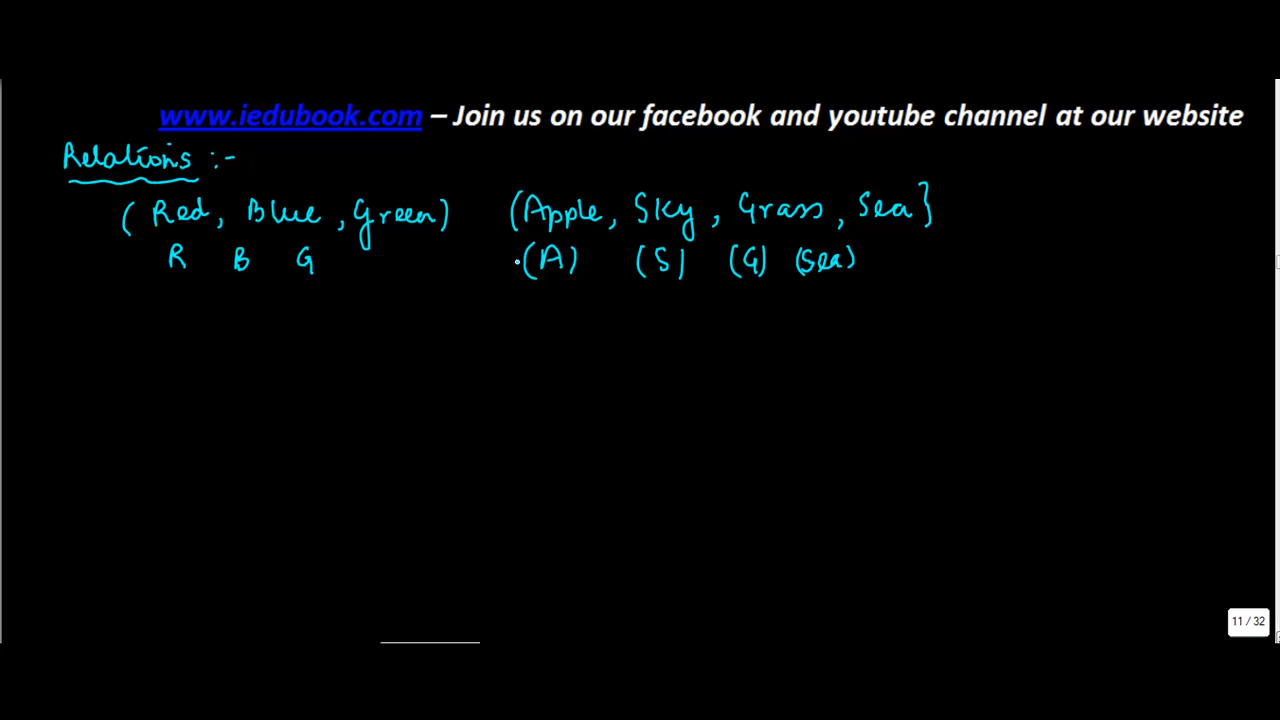 www.iedubook.com – Join us on our facebook and youtube channel at our website
Relations :-
( Red, Blue, Green) (Apple, Sky, Grass, Sea}
R B G (A) (S) (G) (Sea)
11 / 32